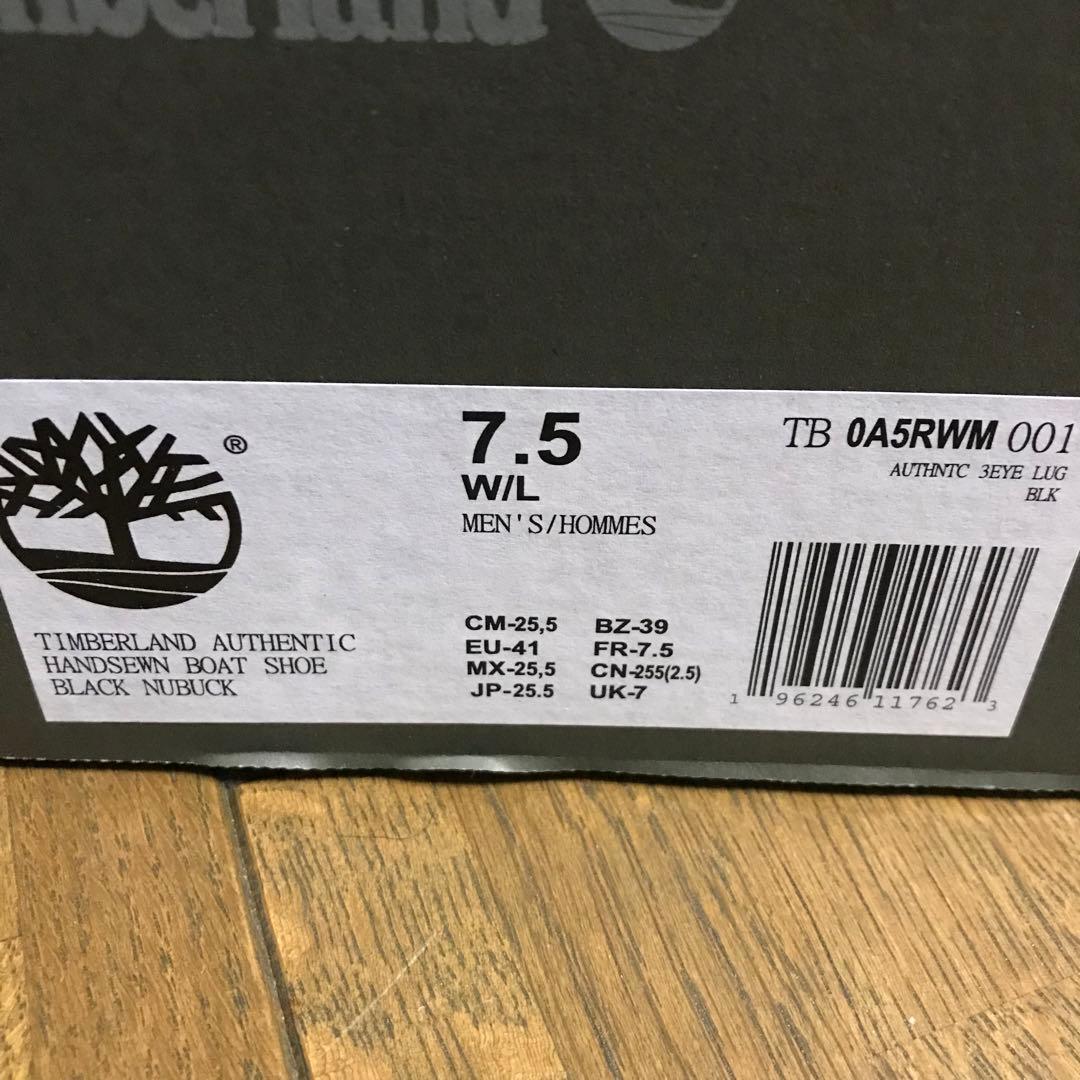 Timberland
®
7.5
W/L
MEN'S/HOMMES
TB 0A5RWM 001
AUTHNTC 3EYE LUG
BLK
TIMBERLAND AUTHENTIC
HANDSEWN BOAT SHOE
BLACK NUBUCK
CM-25,5 BZ-39
EU-41 FR-7.5
MX-25,5 CN-255(2.5)
JP-25.5 UK-7
1 96246 11762 3